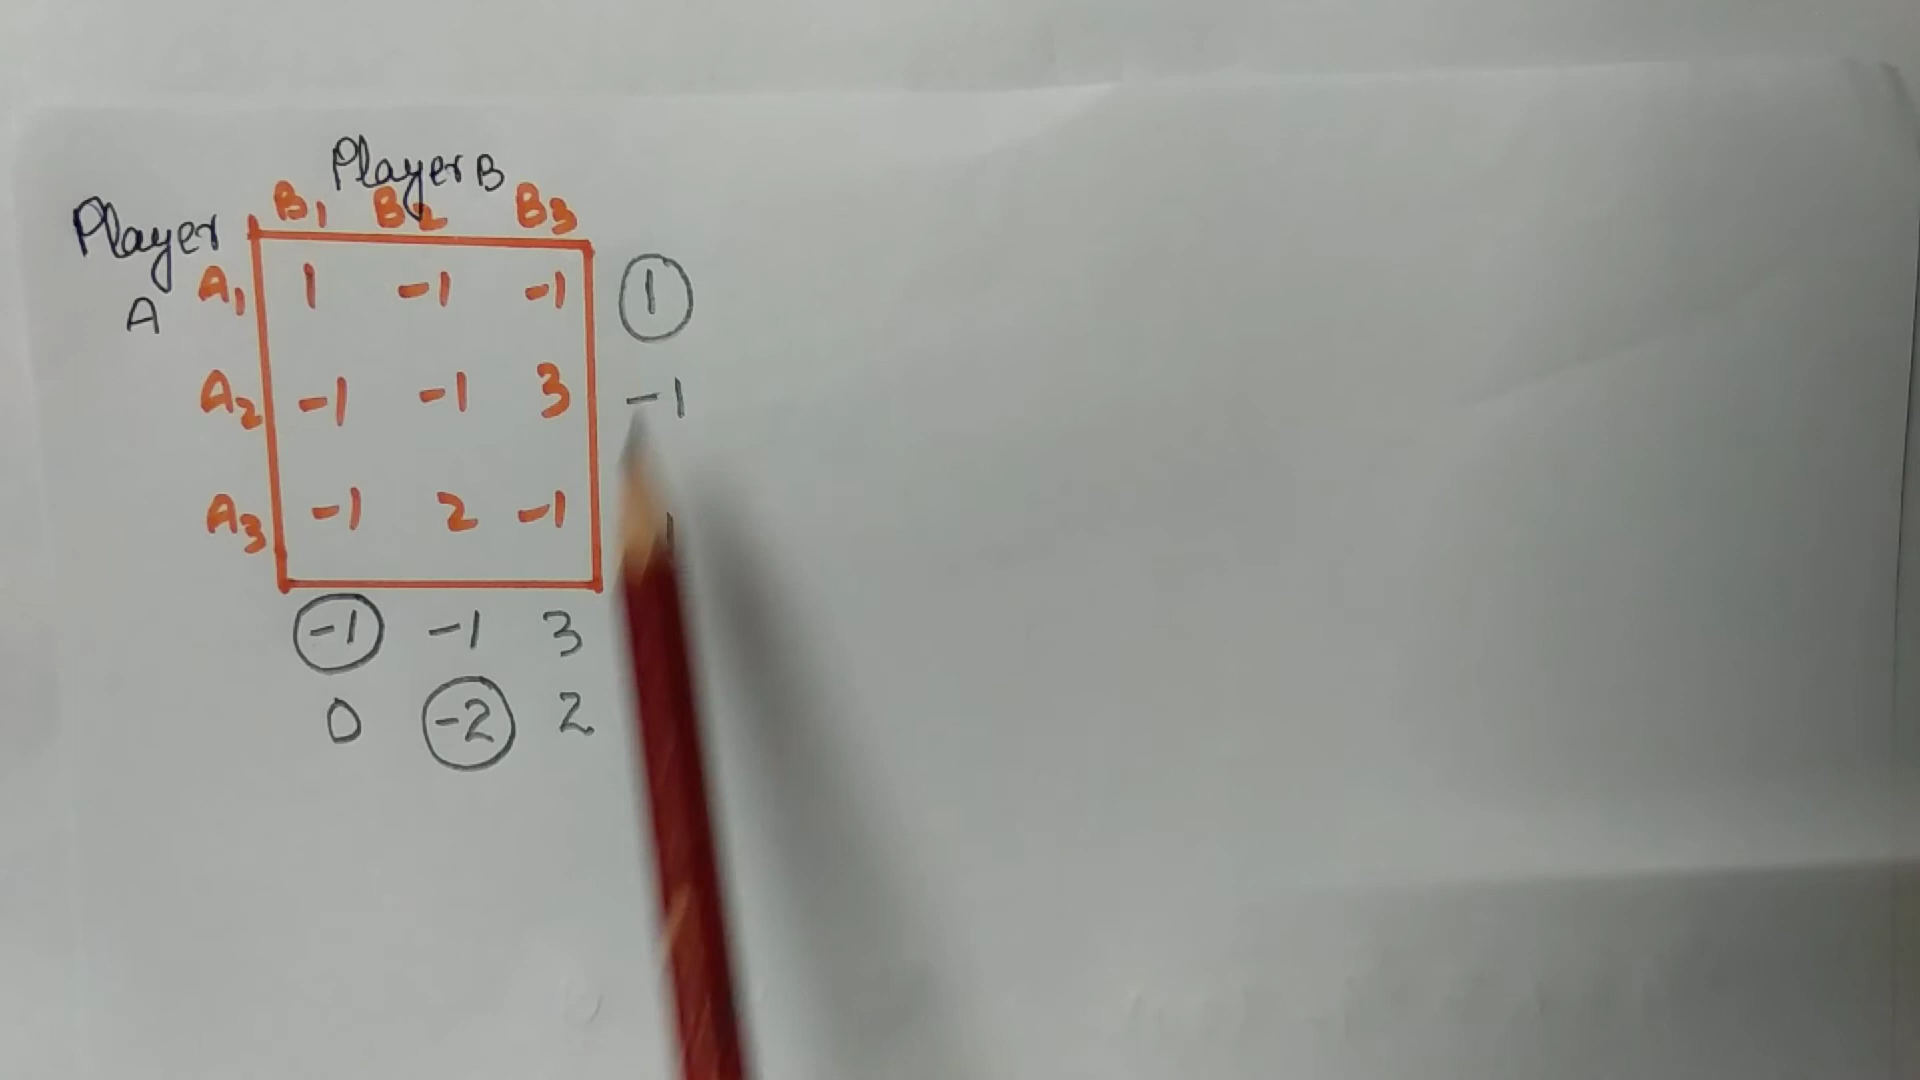 Player B
B1 B2 B3
Player A
A1 1 -1 -1 1
A2 -1 -1 3 -1
A3 -1 2 -1
-1 -1 3
0 -2 2